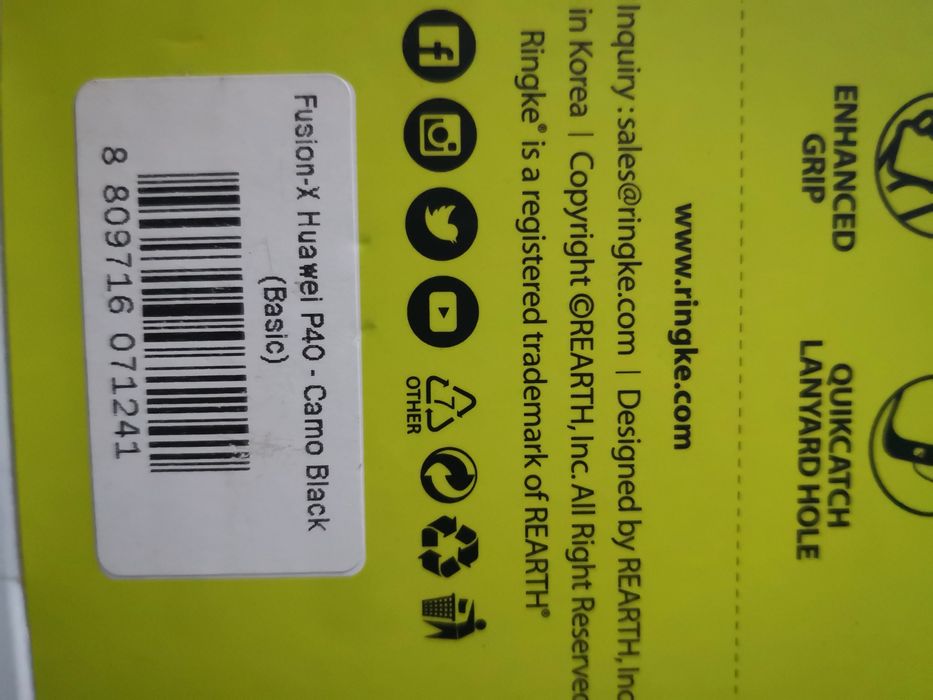 ENHANCED
GRIP
QUIKCATCH
LANYARD HOLE
www.ringke.com
Inquiry : sales@ringke.com | Designed by REARTH, Inc
in Korea | Copyright ©REARTH, Inc. All Right Reserved
Ringke® is a registered trademark of REARTH®
7
OTHER
Fusion-X Huawei P40 - Camo Black
(Basic)
8 809716 071241